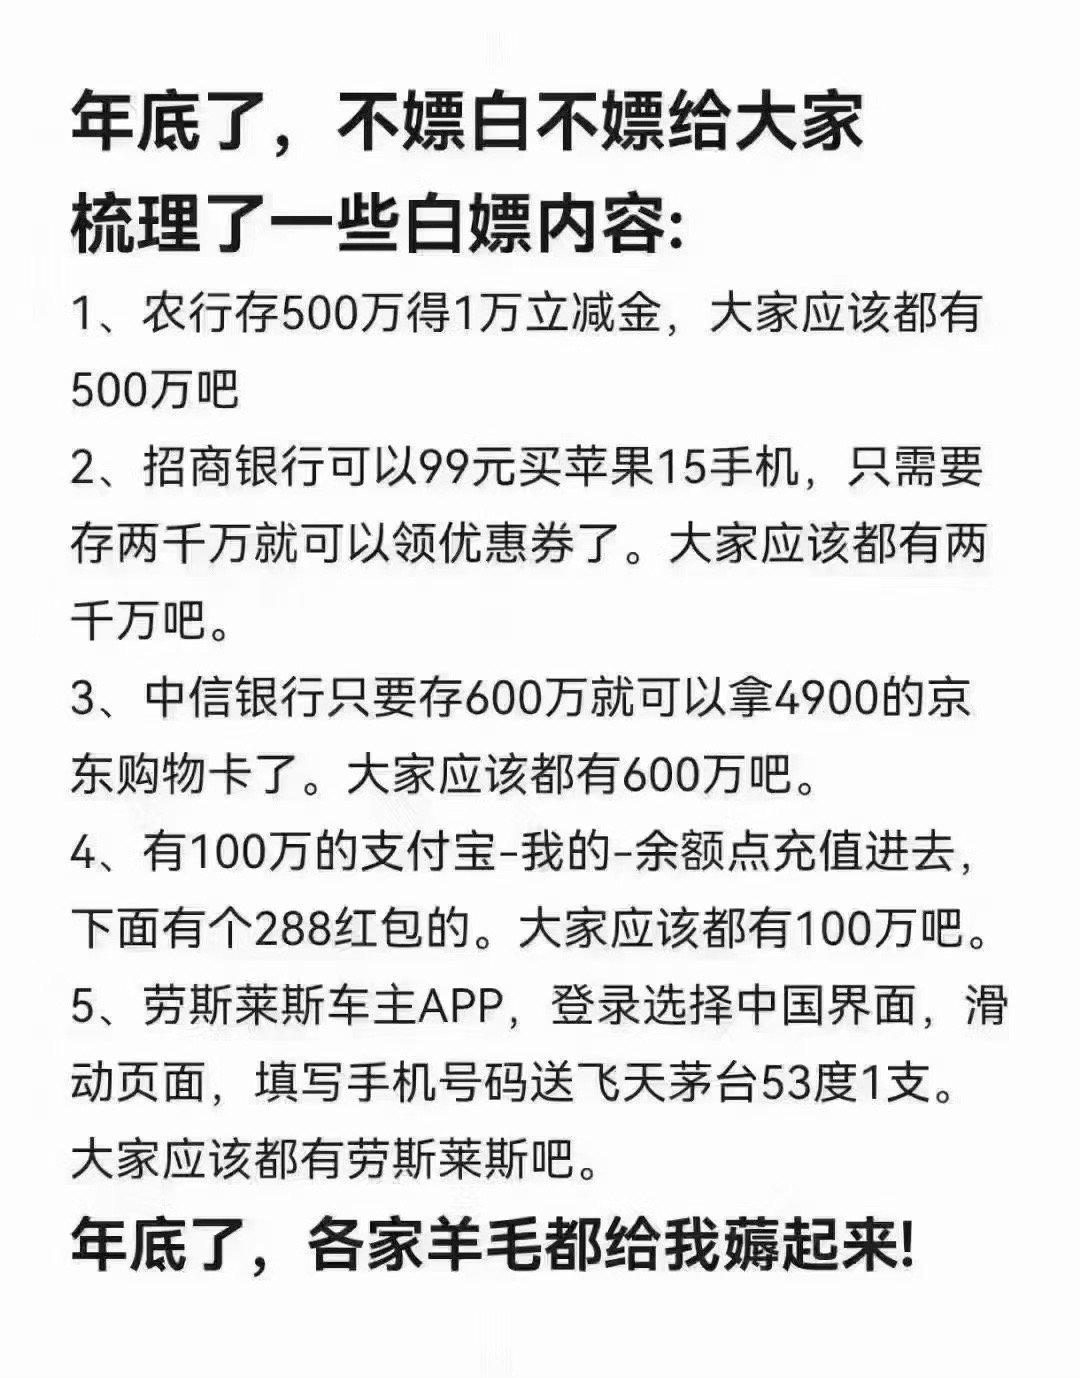 年底了，不嫖白不嫖给大家
梳理了一些白嫖内容:
1、农行存500万得1万立减金，大家应该都有
500万吧
2、招商银行可以99元买苹果15手机，只需要
存两千万就可以领优惠券了。大家应该都有两
千万吧。
3、中信银行只要存600万就可以拿4900的京
东购物卡了。大家应该都有600万吧。
4、有100万的支付宝-我的-余额点充值进去，
下面有个288红包的。大家应该都有100万吧。
5、劳斯莱斯车主APP，登录选择中国界面，滑
动页面，填写手机号码送飞天茅台53度1支。
大家应该都有劳斯莱斯吧。
年底了，各家羊毛都给我薅起来!